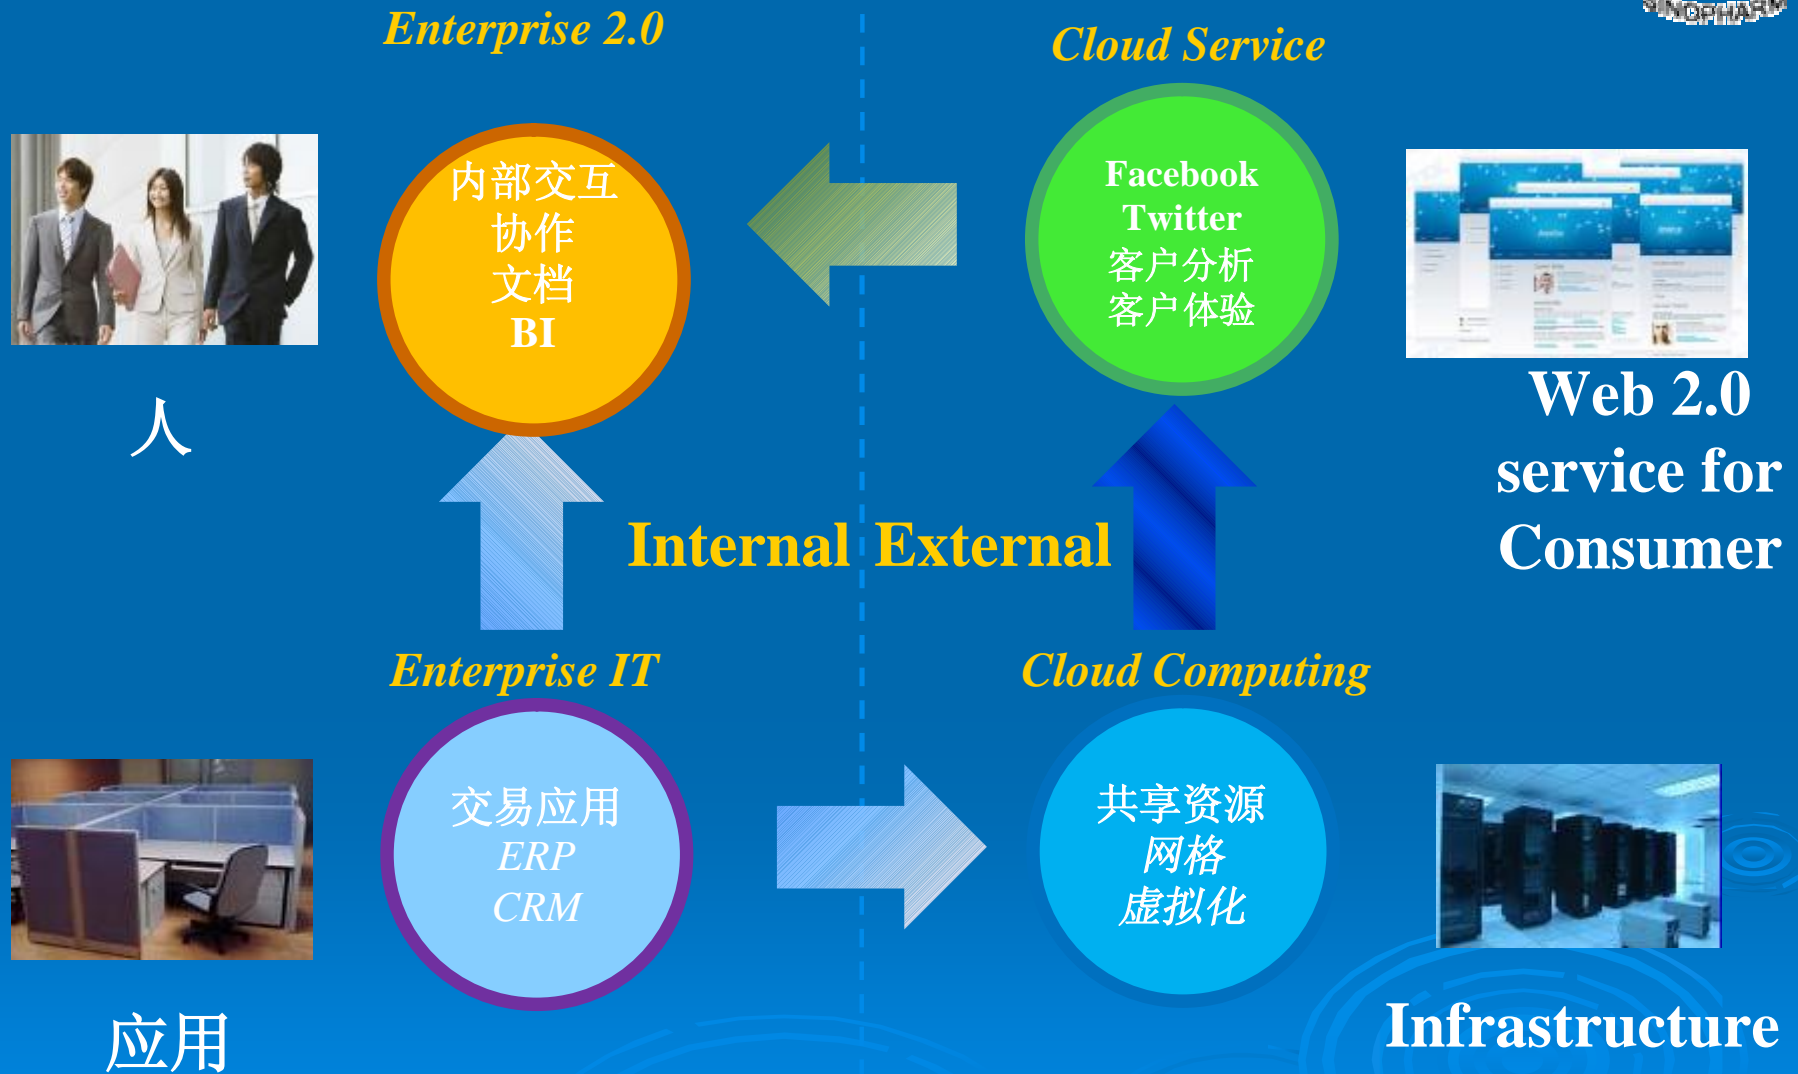 Enterprise 2.0
Cloud Service
SINOPHARM
内部交互
协作
文档
BI
Facebook
Twitter
客户分析
客户体验
人
Web 2.0
service for
Consumer
Internal External
Enterprise IT
Cloud Computing
交易应用
ERP
CRM
共享资源
网格
虚拟化
应用
Infrastructure